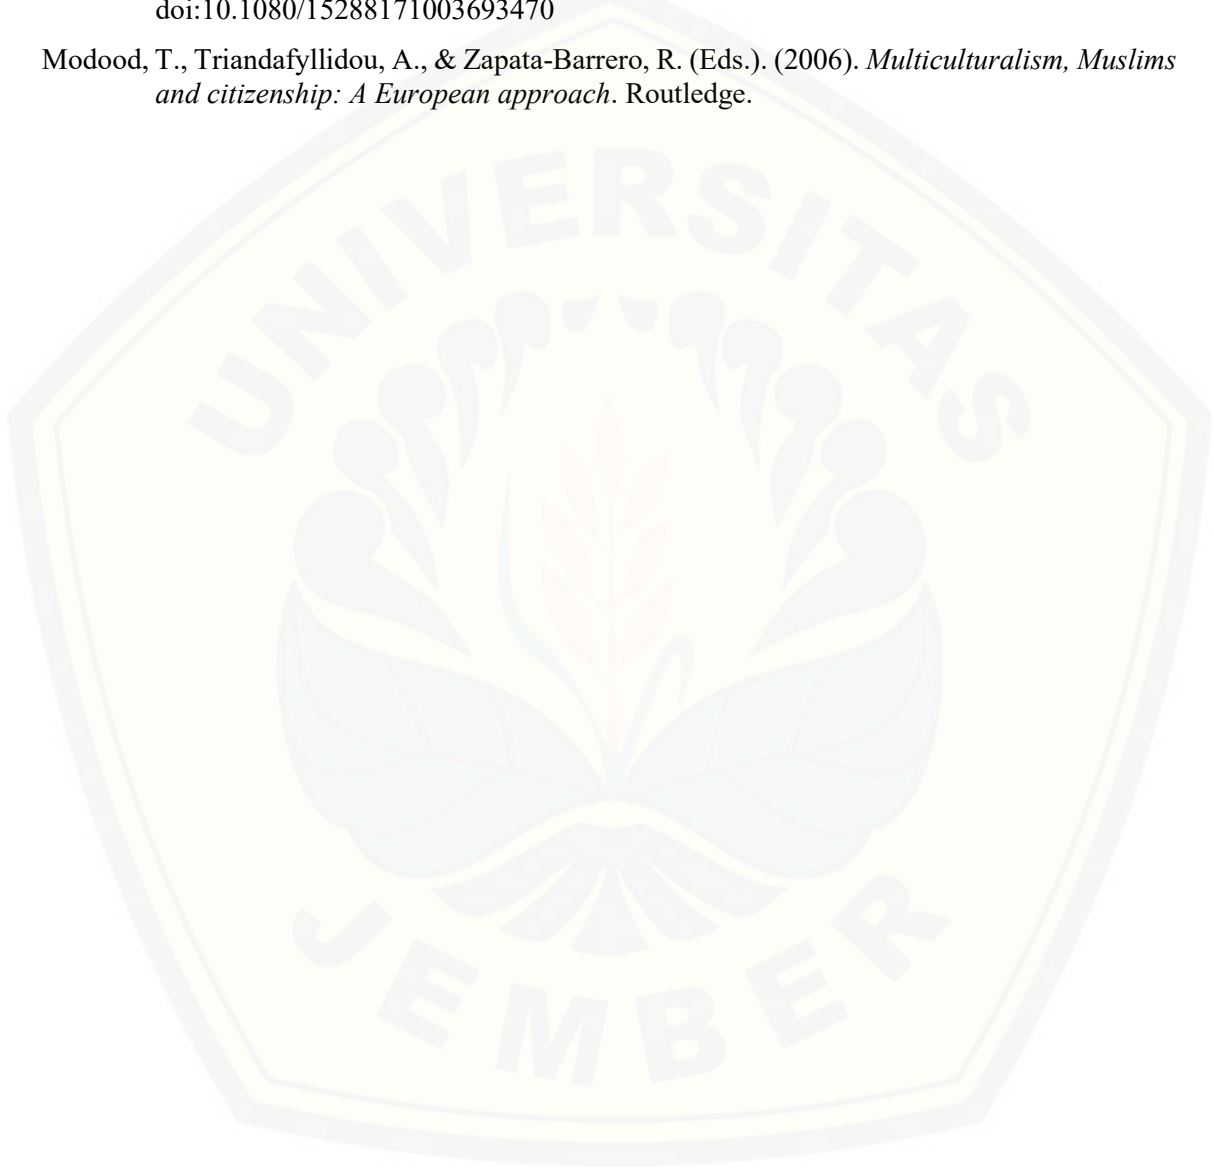 doi:10.1080/15288171003693470
Modood, T., Triandafyllidou, A., & Zapata-Barrero, R. (Eds.). (2006). Multiculturalism, Muslims
and citizenship: A European approach. Routledge.
UNIVERSITAS
JEMBER